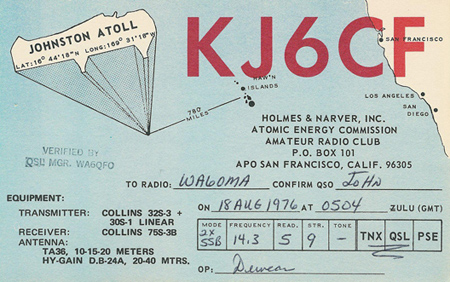 KJ6CF
JOHNSTON ATOLL
LAT: 16° 44' 18"N LONG: 169° 31' 18"W
SAN FRANCISCO
LOS ANGELES
SAN DIEGO
HAW'N ISLANDS
780 MILES
HOLMES & NARVER, INC.
ATOMIC ENERGY COMMISSION
AMATEUR RADIO CLUB
P.O. BOX 101
APO SAN FRANCISCO, CALIF. 96305
VERIFIED BY
QSL MGR. WA6QFO
TO RADIO: WA6OMA CONFIRM QSO JOHN
ON 18 AUG 1976 AT 0504 ZULU (GMT)
EQUIPMENT:
TRANSMITTER: COLLINS 32S-3 +
30S-1 LINEAR
RECEIVER: COLLINS 75S-3B
ANTENNA:
TA36, 10-15-20 METERS
HY-GAIN D.B-24A, 20-40 MTRS.
MODE FREQUENCY READ. STR. TONE TNX QSL PSE
2X SSB 14.3 5 9 –
OP: